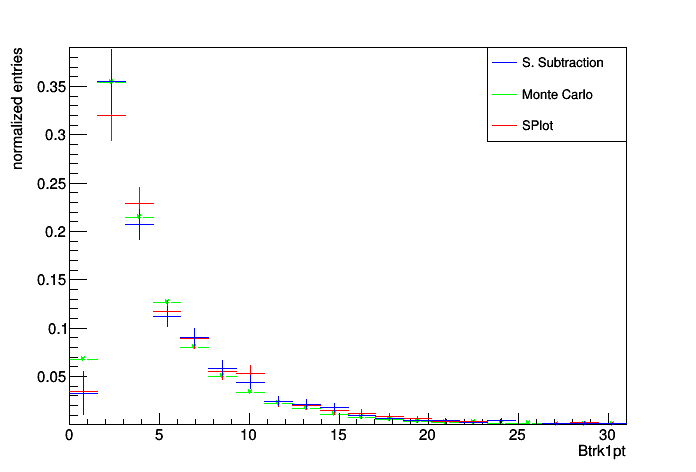 normalized entries
0.35
0.3
0.25
0.2
0.15
0.1
0.05
S. Subtraction
Monte Carlo
SPlot
0 5 10 15 20 25 30
Btrk1pt